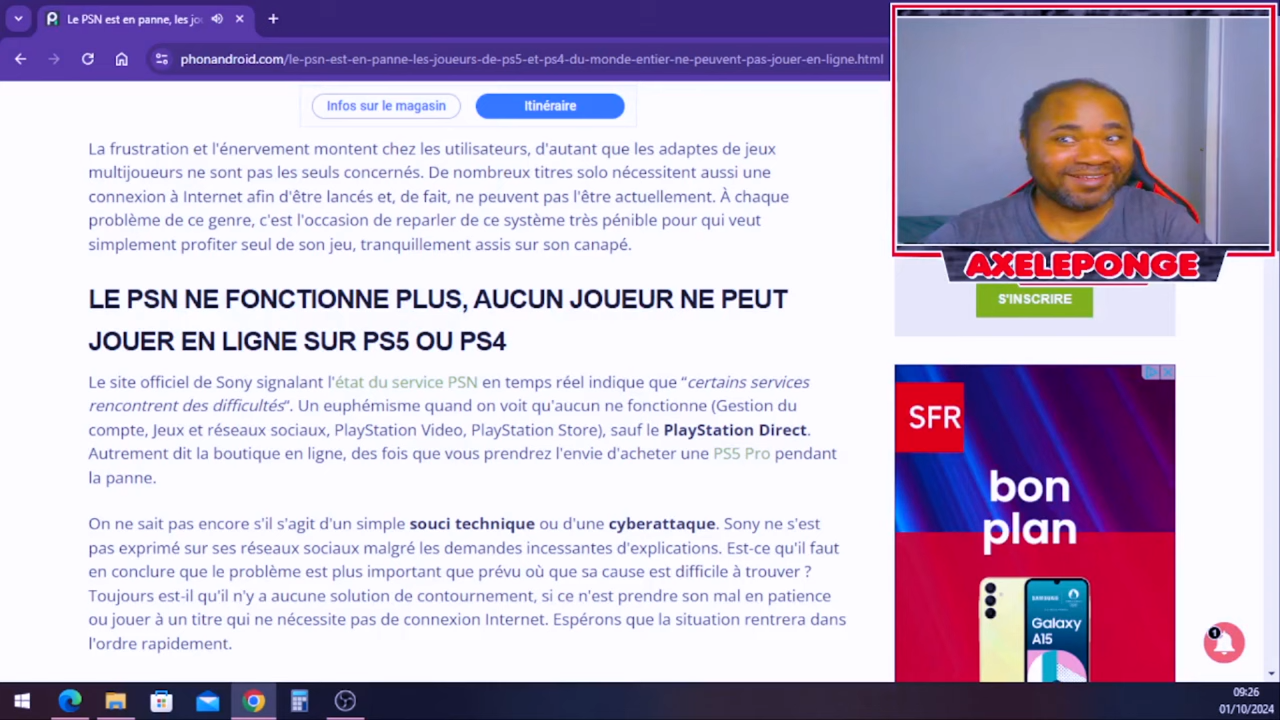 Le PSN est en panne, les jou
phonandroid.com/le-psn-est-en-panne-les-joueurs-de-ps5-et-ps4-du-monde-entier-ne-peuvent-pas-jouer-en-ligne.html
Infos sur le magasin
Itinéraire
La frustration et l'énervement montent chez les utilisateurs, d'autant que les adaptes de jeux
multijoueurs ne sont pas les seuls concernés. De nombreux titres solo nécessitent aussi une
connexion à Internet afin d'être lancés et, de fait, ne peuvent pas l'être actuellement. À chaque
problème de ce genre, c'est l'occasion de reparler de ce système très pénible pour qui veut
simplement profiter seul de son jeu, tranquillement assis sur son canapé.
LE PSN NE FONCTIONNE PLUS, AUCUN JOUEUR NE PEUT
JOUER EN LIGNE SUR PS5 OU PS4
Le site officiel de Sony signalant l'état du service PSN en temps réel indique que “certains services
rencontrent des difficultés“. Un euphémisme quand on voit qu'aucun ne fonctionne (Gestion du
compte, Jeux et réseaux sociaux, PlayStation Video, PlayStation Store), sauf le PlayStation Direct.
Autrement dit la boutique en ligne, des fois que vous prendrez l'envie d'acheter une PS5 Pro pendant
la panne.
On ne sait pas encore s'il s'agit d'un simple souci technique ou d'une cyberattaque. Sony ne s'est
pas exprimé sur ses réseaux sociaux malgré les demandes incessantes d'explications. Est-ce qu'il faut
en conclure que le problème est plus important que prévu où que sa cause est difficile à trouver ?
Toujours est-il qu'il n'y a aucune solution de contournement, si ce n'est prendre son mal en patience
ou jouer à un titre qui ne nécessite pas de connexion Internet. Espérons que la situation rentrera dans
l'ordre rapidement.
AXELEPONGE
S'INSCRIRE
SFR
bon
plan
SAMSUNG
Galaxy
A15
1
09:26
01/10/2024